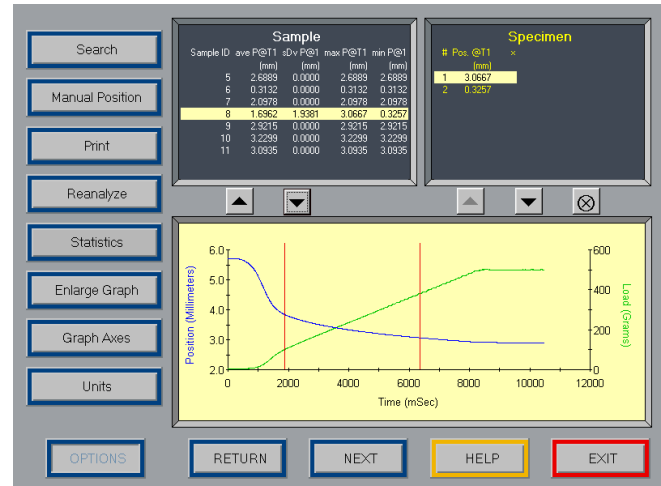 Search
Manual Position
Print
Reanalyze
Statistics
Enlarge Graph
Graph Axes
Units
Sample
Sample ID ave P@T1 sDv P@1 max P@T1 min P@1
(mm) (mm) (mm) (mm)
5 2.6889 0.0000 2.6889 2.6889
6 0.3132 0.0000 0.3132 0.3132
7 2.0978 0.0000 2.0978 2.0978
8 1.6962 1.9381 3.0667 0.3257
9 2.9215 0.0000 2.9215 2.9215
10 3.2299 0.0000 3.2299 3.2299
11 3.0935 0.0000 3.0935 3.0935
Specimen
# Pos. @T1 ×
(mm)
1 3.0667
2 0.3257
Position (Millimeters)
6.0
5.0
4.0
3.0
2.0
0 2000 4000 6000 8000 10000 12000
Time (mSec)
600
400
200
0
Load (Grams)
OPTIONS
RETURN
NEXT
HELP
EXIT